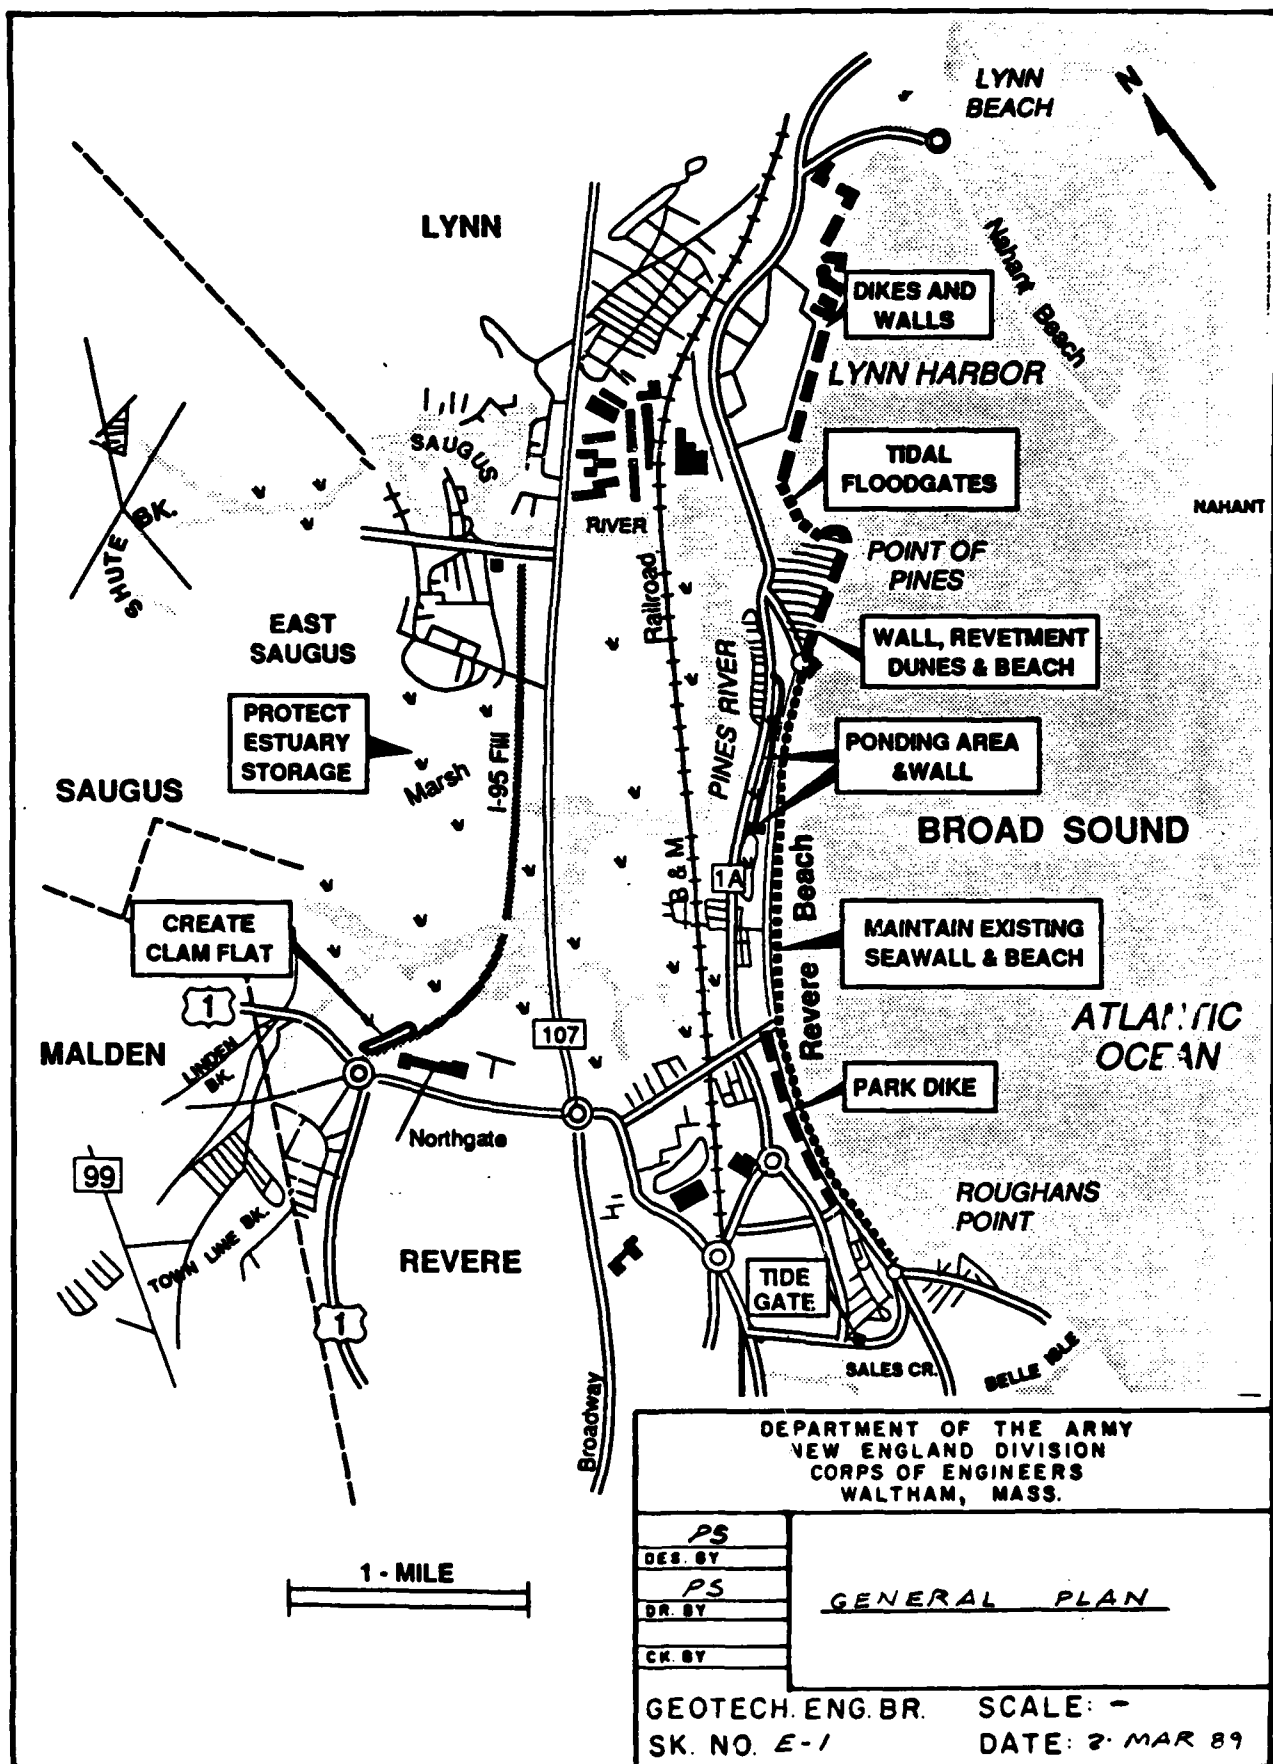 LYNN
BEACH
N
LYNN
Nahant Beach
DIKES AND
WALLS
LYNN HARBOR
SAUGUS
TIDAL
FLOODGATES
NAHANT
SHUTE BK.
RIVER
POINT OF
PINES
Railroad
EAST
SAUGUS
WALL, REVETMENT
DUNES & BEACH
PINES RIVER
PROTECT
ESTUARY
STORAGE
Marsh
I-95 Fill
PONDING AREA
&WALL
SAUGUS
BROAD SOUND
B & M
1A
Revere Beach
CREATE
CLAM FLAT
MAINTAIN EXISTING
SEAWALL & BEACH
1
107
ATLANTIC
OCEAN
MALDEN
LINDEN
BK.
PARK DIKE
Northgate
99
ROUGHANS
POINT
TOWN LINE BK.
REVERE
TIDE
GATE
1
SALES CR.
BELLE ISLE
Broadway
DEPARTMENT OF THE ARMY
NEW ENGLAND DIVISION
CORPS OF ENGINEERS
WALTHAM, MASS.
PS
DES. BY
PS
DR. BY
CK. BY
GENERAL PLAN
1 - MILE
GEOTECH. ENG. BR. SCALE: -
SK. NO. E-1 DATE: MAR 89